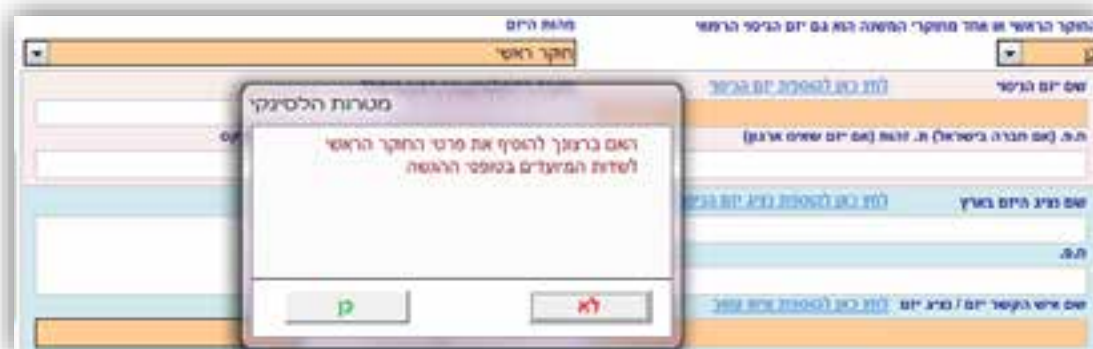 החוקר הראשי או אחד מחוקרי המשנה הוא גם יזם הניסוי הרפואי
מהות היזם
כן
חוקר ראשי
שם יזם הניסוי
לחץ כאן להוספת יזם הניסוי
ח.פ. (אם חברה בישראל) ת. זהות (אם יזם שאינו ארגון)
שם נציג היזם בארץ
לחץ כאן להוספת נציג יזם הניסוי
ח.פ.
שם איש הקשר יזם / נציג יזם
לחץ כאן להוספת איש קשר
מטרות הלסינקי
האם ברצונך להוסיף את פרטי החוקר הראשי
לשדות המיועדים בטופסי ההגשה
כן
לא